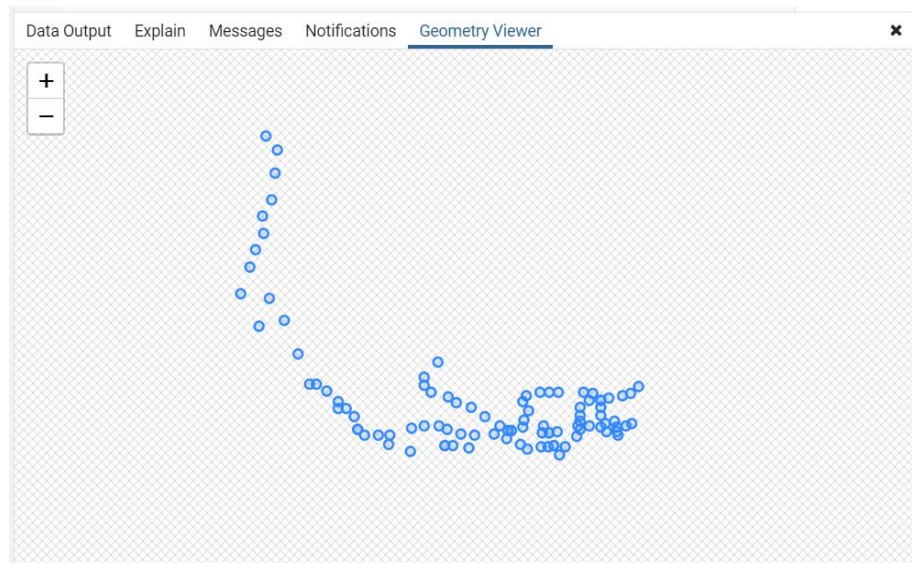 Data Output Explain Messages Notifications Geometry Viewer ✖
+
−